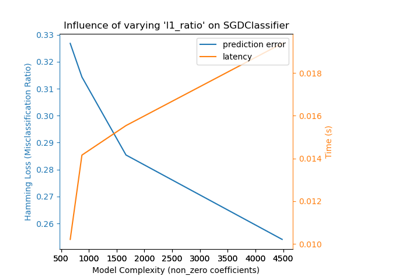 Influence of varying 'l1_ratio' on SGDClassifier
prediction error
latency
0.33
0.32
0.31
0.30
0.29
0.28
0.27
0.26
Hamming Loss (Misclassification Ratio)
0.018
0.016
0.014
0.012
0.010
Time (s)
500 1000 1500 2000 2500 3000 3500 4000 4500
Model Complexity (non_zero coefficients)